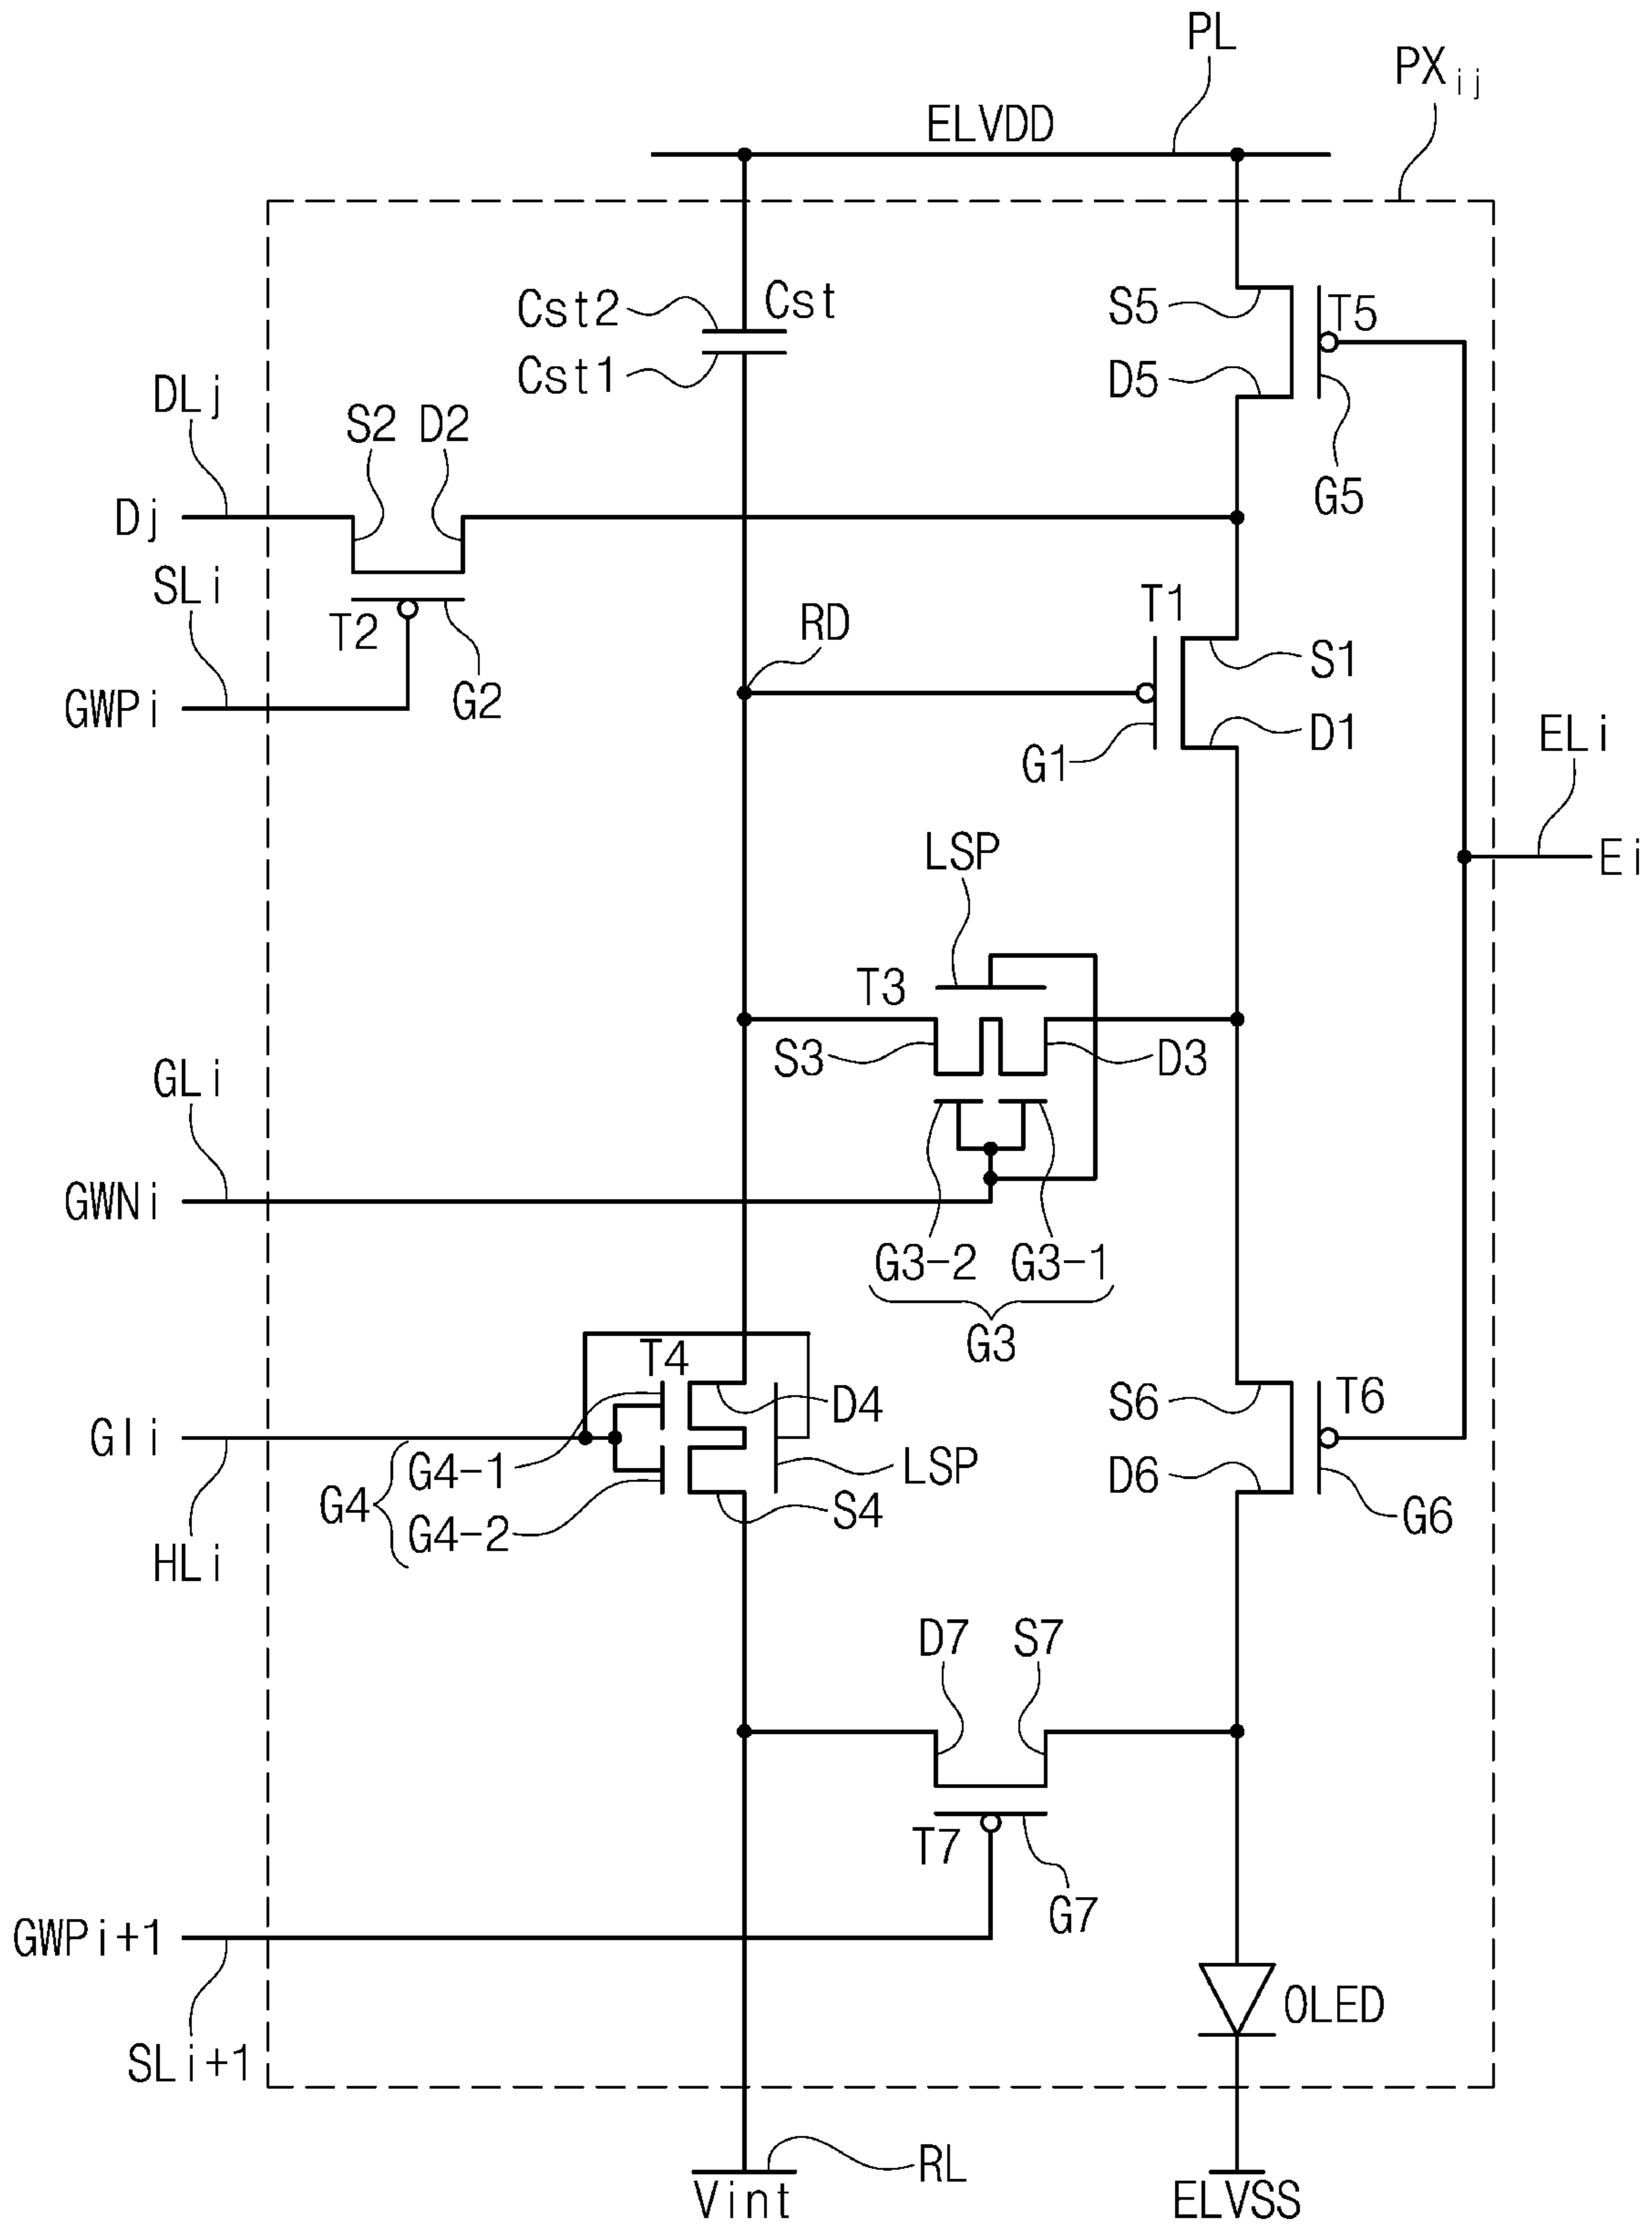 PL
PXij
ELVDD
Cst2
Cst
Cst1
S5
T5
D5
G5
DLj
S2
D2
Dj
SLi
T2
G2
GWPi
RD
T1
S1
D1
G1
ELi
Ei
LSP
T3
S3
D3
GLi
GWNi
G3-2
G3-1
G3
T4
D4
GIi
G4-1
G4
G4-2
LSP
S4
HLi
S6
T6
D6
G6
D7
S7
T7
G7
GWPi+1
SLi+1
OLED
RL
Vint
ELVSS